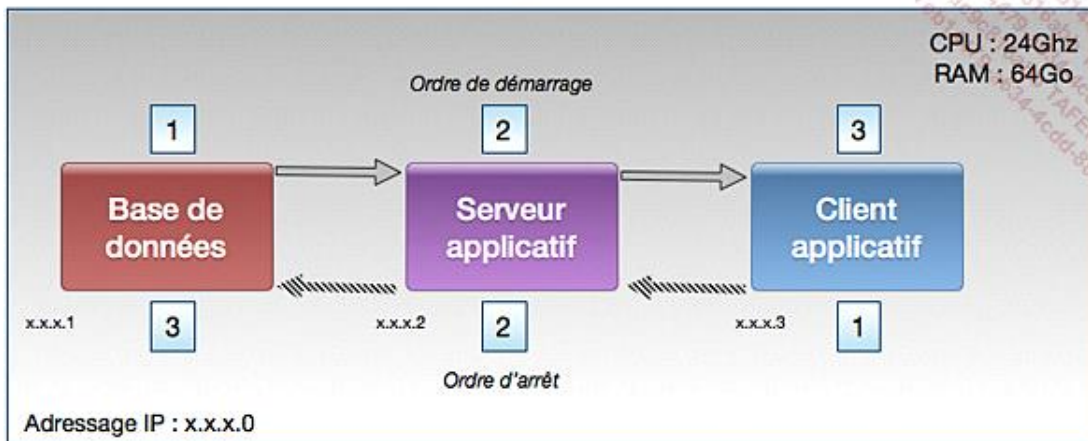 CPU : 24Ghz
RAM : 64Go
Ordre de démarrage
1
2
3
Base de
données
Serveur
applicatif
Client
applicatif
x.x.x.1
3
x.x.x.2
2
x.x.x.3
1
Ordre d'arrêt
Adressage IP : x.x.x.0